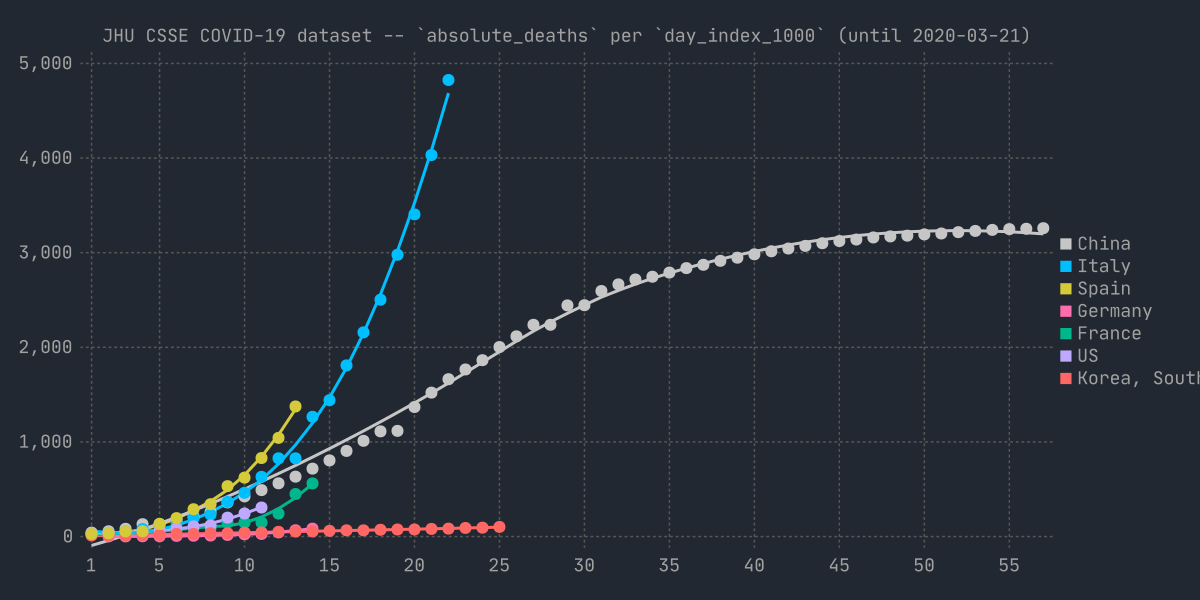 JHU CSSE COVID-19 dataset -- `absolute_deaths` per `day_index_1000` (until 2020-03-21)
5,000
4,000
3,000
2,000
1,000
0
1 5 10 15 20 25 30 35 40 45 50 55
China
Italy
Spain
Germany
France
US
Korea, South